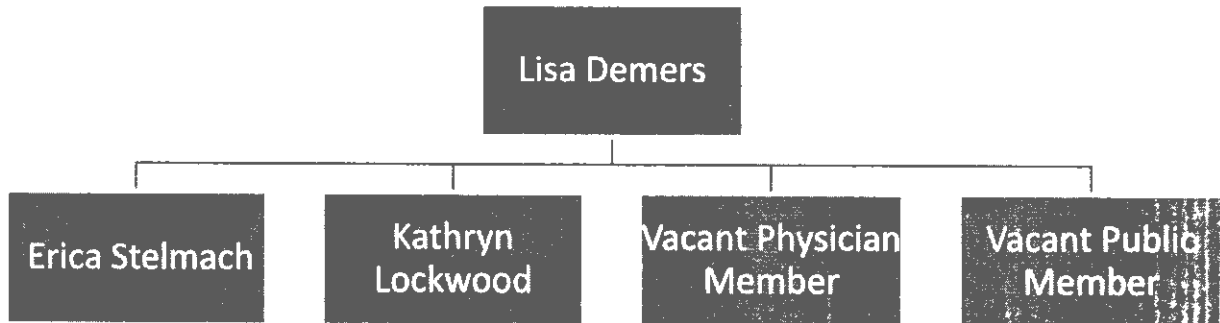 Lisa Demers
Erica Stelmach
Kathryn
Lockwood
Vacant Physician
Member
Vacant Public
Member